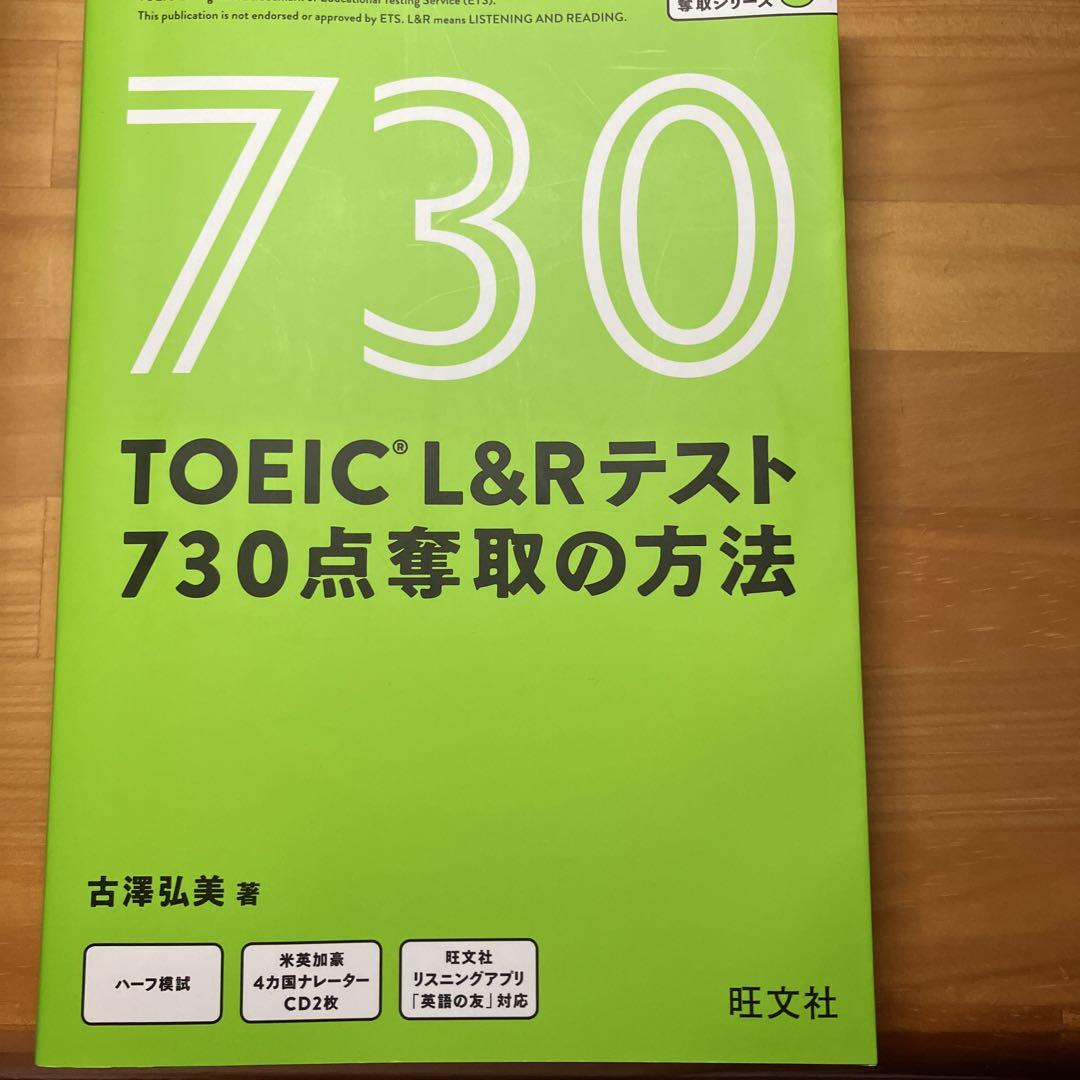 This publication is not endorsed or approved by ETS. L&R means LISTENING AND READING.
奪取シリーズ
730
TOEIC® L&Rテスト
730点奪取の方法
古澤弘美 著
ハーフ模試
米英加豪
4カ国ナレーター
CD2枚
旺文社
リスニングアプリ
「英語の友」対応
旺文社